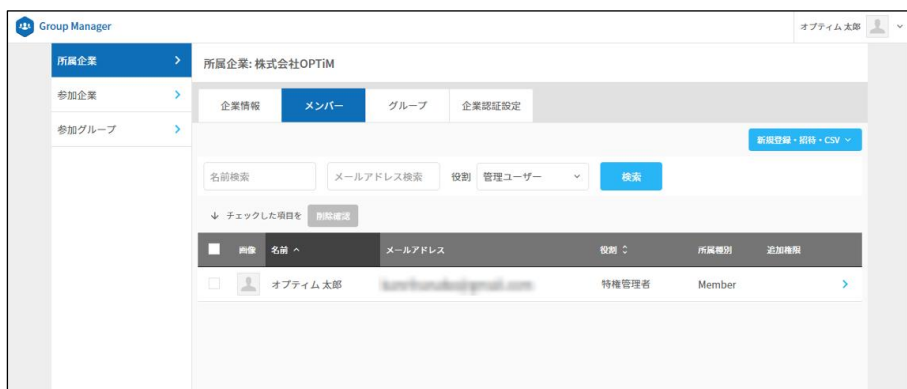 Group Manager
オプティム 太郎
所属企業
参加企業
参加グループ
所属企業: 株式会社OPTiM
企業情報 メンバー グループ 企業認証設定
新規登録・招待・CSV
名前検索 メールアドレス検索 役割 管理ユーザー 検索
↓ チェックした項目を 削除確認
画像 名前 メールアドレス 役割 所属種別 追加権限
オプティム 太郎 特権管理者 Member